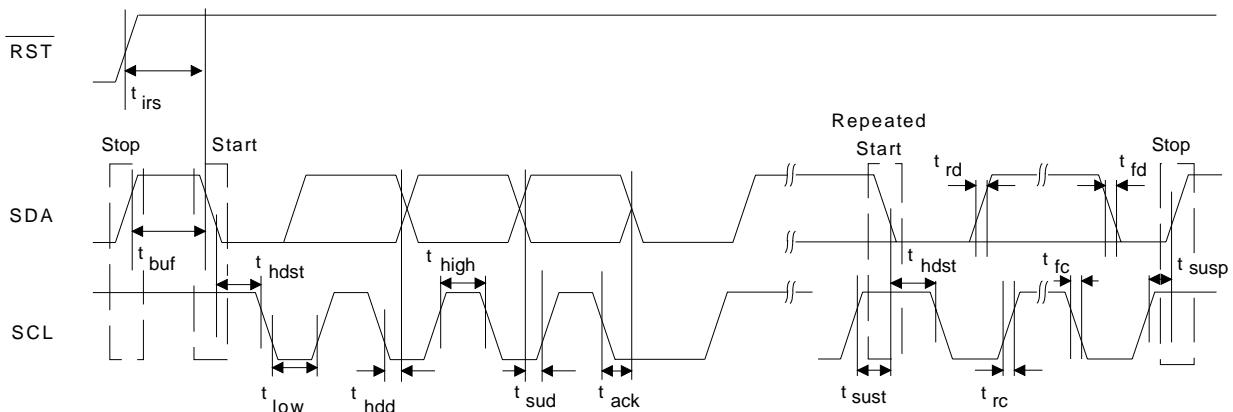 RST
t irs
Stop
Start
Repeated
Start
Stop
t rd
t fd
SDA
t buf
t hdst
t high
t hdst
t fc
t susp
SCL
t low
t hdd
t sud
t ack
t sust
t rc